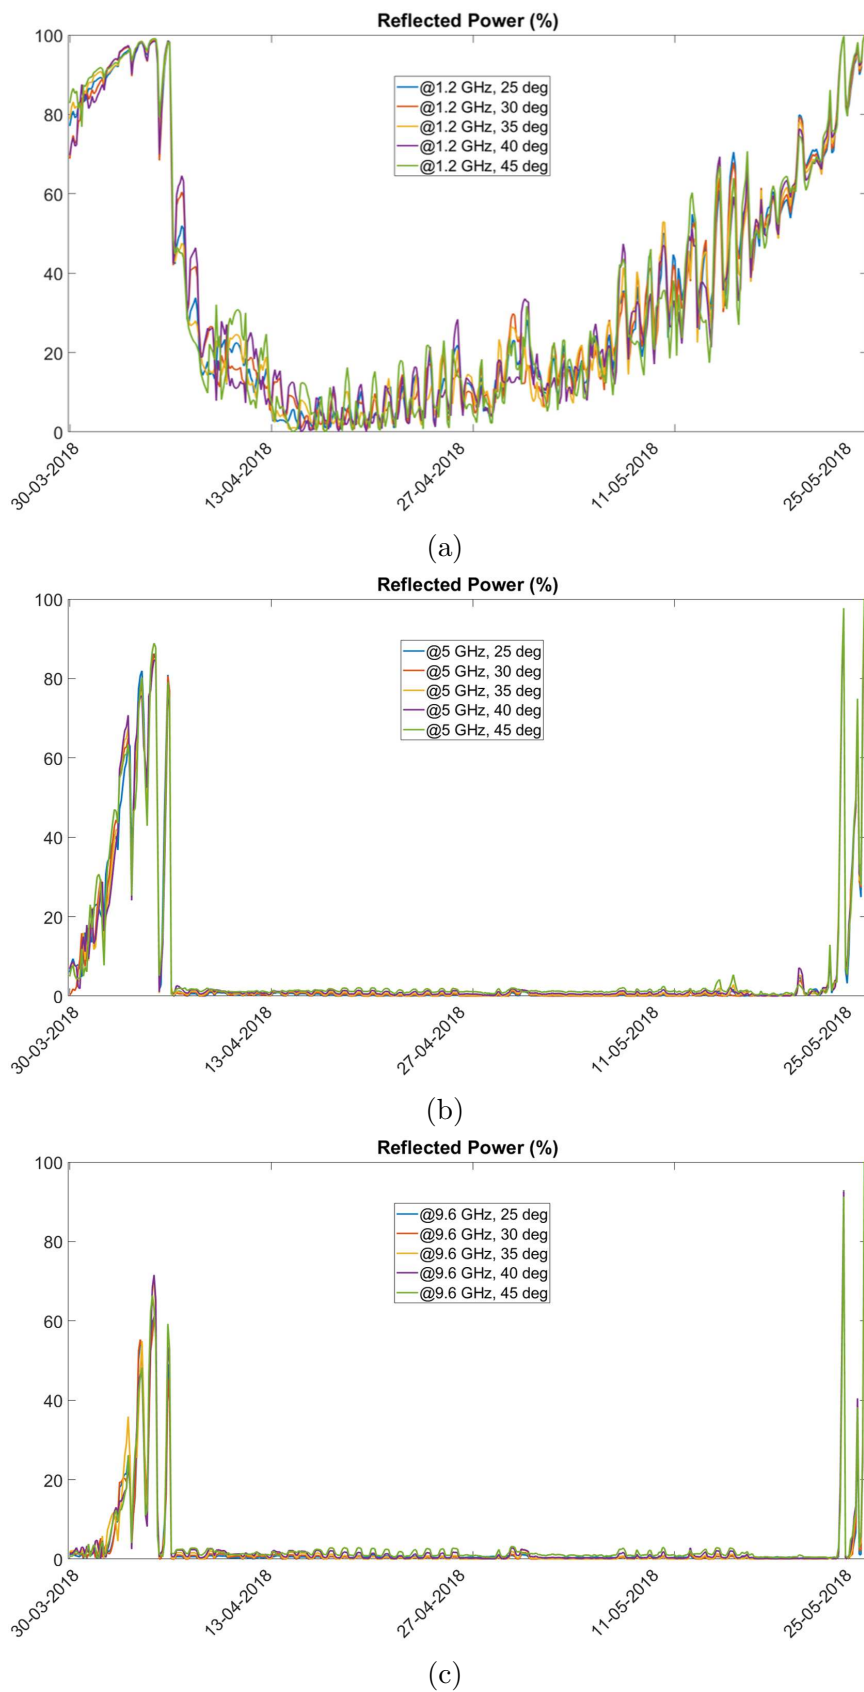 Reflected Power (%)
100
@1.2 GHz, 25 deg
80
@1.2 GHz, 30 deg
@1.2 GHz, 35 deg
@1.2 GHz, 40 deg
@1.2 GHz, 45 deg
60
40
20
0
30-03-2018
13-04-2018
27-04-2018
11-05-2018
25-05-2018
(a)
Reflected Power (%)
100
@5 GHz, 25 deg
80
@5 GHz, 30 deg
@5 GHz, 35 deg
@5 GHz, 40 deg
@5 GHz, 45 deg
60
40
20
0
30-03-2018
13-04-2018
27-04-2018
11-05-2018
25-05-2018
(b)
Reflected Power (%)
100
@9.6 GHz, 25 deg
80
@9.6 GHz, 30 deg
@9.6 GHz, 35 deg
@9.6 GHz, 40 deg
@9.6 GHz, 45 deg
60
40
20
0
30-03-2018
13-04-2018
27-04-2018
11-05-2018
25-05-2018
(c)